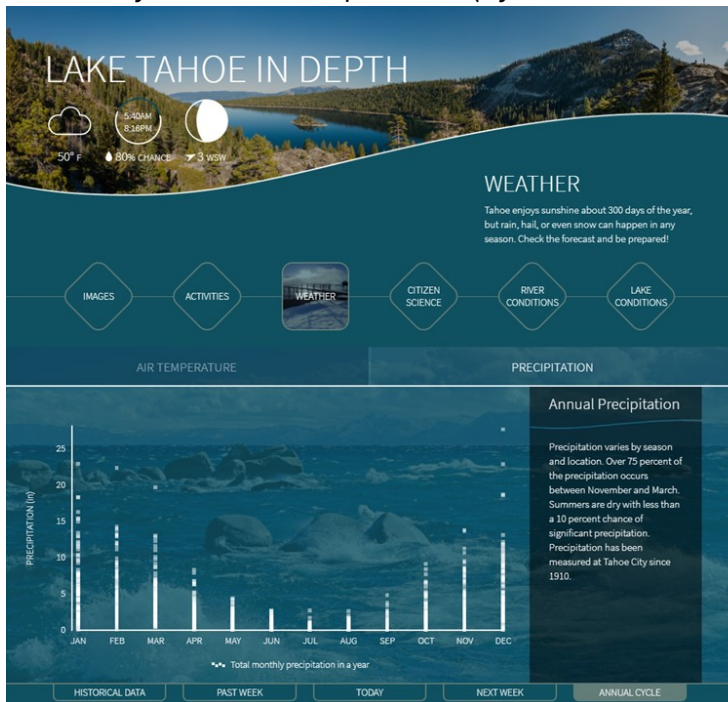 LAKE TAHOE IN DEPTH
5:40AM
8:16PM
50° F
80% CHANCE
3 WSW
WEATHER
Tahoe enjoys sunshine about 300 days of the year,
but rain, hail, or even snow can happen in any
season. Check the forecast and be prepared!
IMAGES
ACTIVITIES
WEATHER
CITIZEN
SCIENCE
RIVER
CONDITIONS
LAKE
CONDITIONS
AIR TEMPERATURE
PRECIPITATION
Annual Precipitation
Precipitation varies by season
and location. Over 75 percent of
the precipitation occurs
between November and March.
Summers are dry with less than
a 10 percent chance of
significant precipitation.
Precipitation has been
measured at Tahoe City since
1910.
PRECIPITATION (in)
25
20
15
10
5
0
JAN FEB MAR APR MAY JUN JUL AUG SEP OCT NOV DEC
Total monthly precipitation in a year
HISTORICAL DATA
PAST WEEK
TODAY
NEXT WEEK
ANNUAL CYCLE